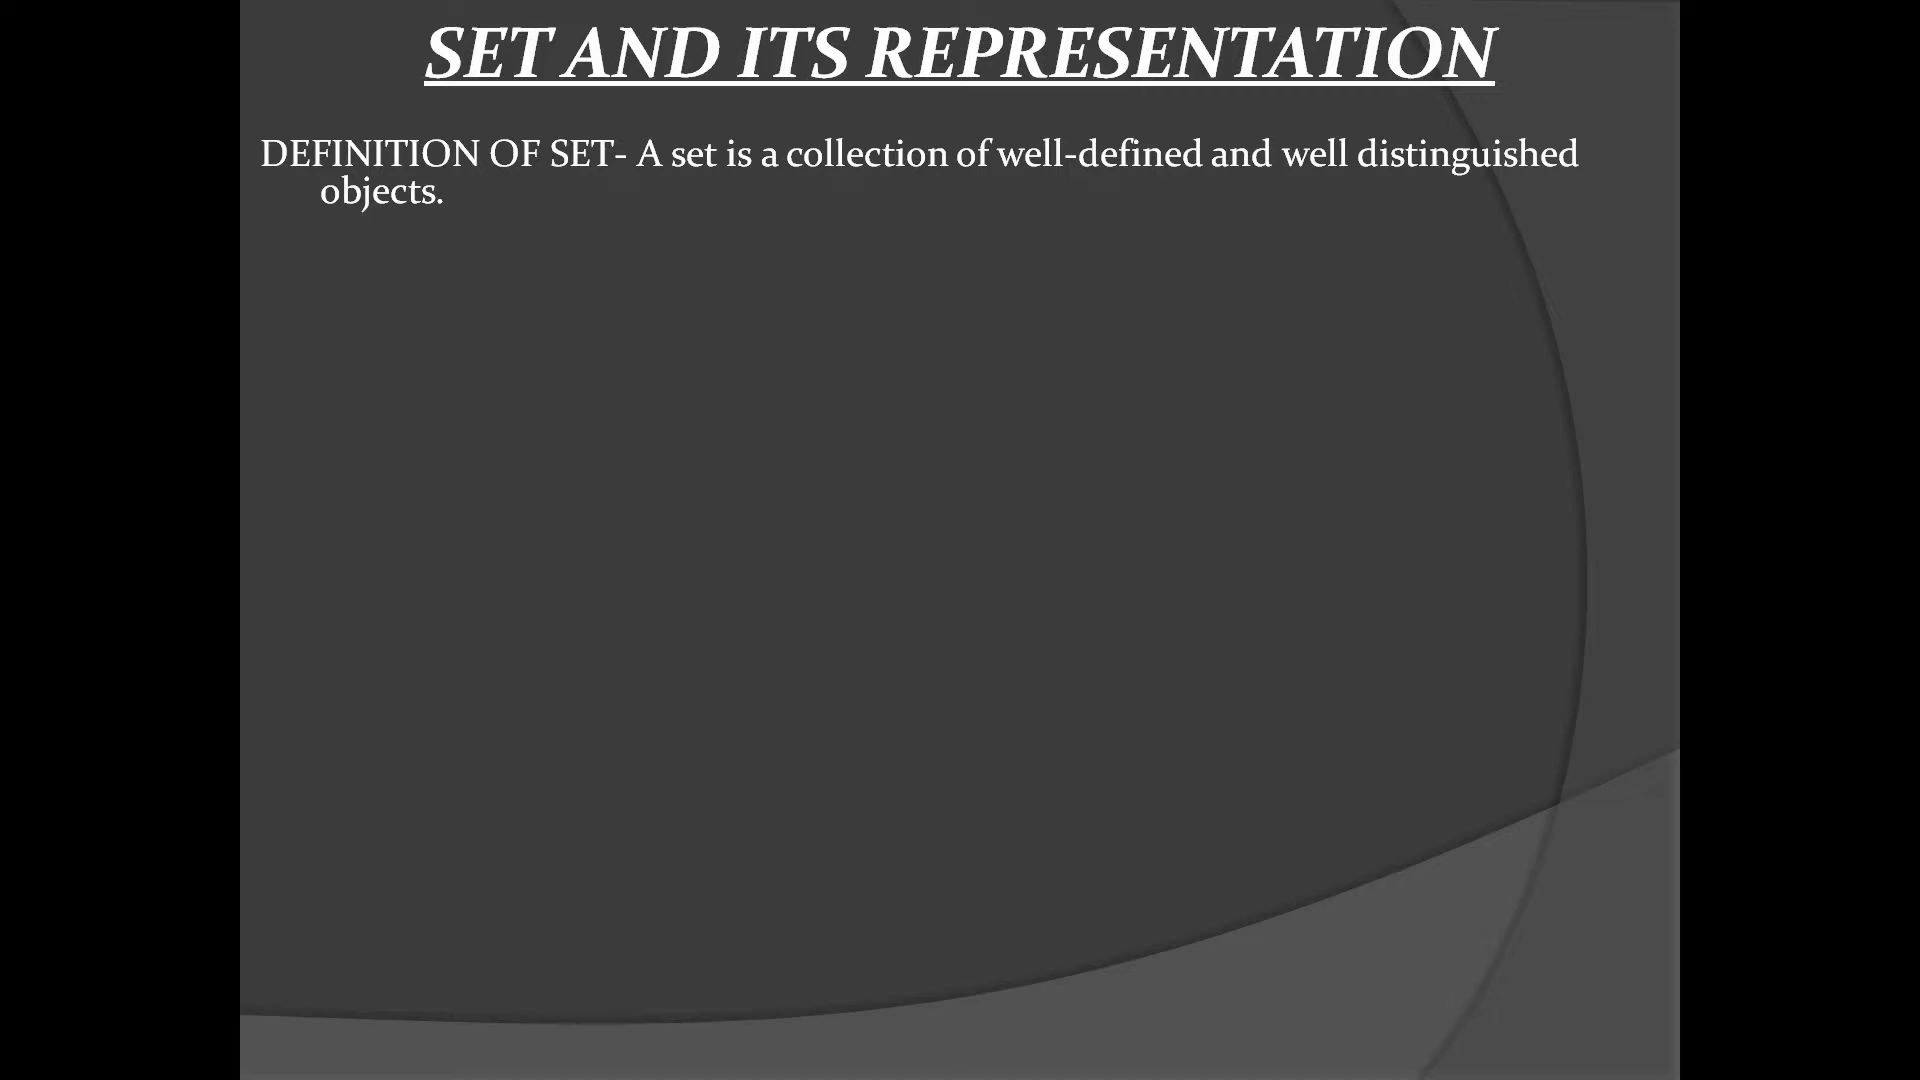 SET AND ITS REPRESENTATION
DEFINITION OF SET- A set is a collection of well-defined and well distinguished
objects.